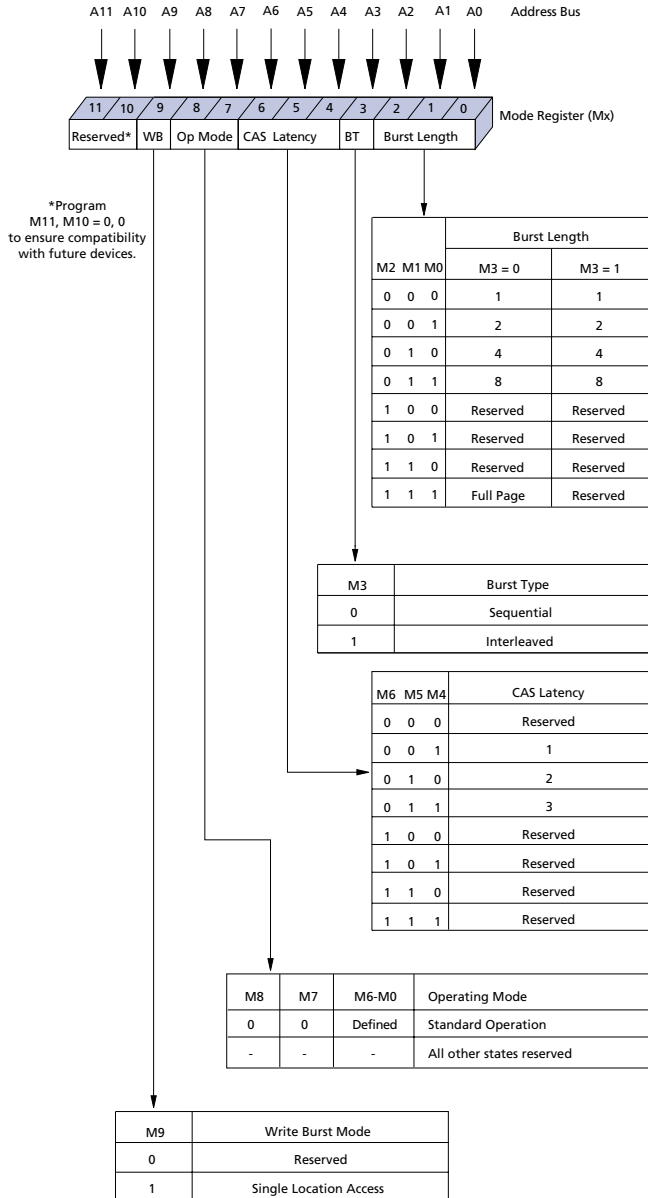 A11 A10 A9 A8 A7 A6 A5 A4 A3 A2 A1 A0 Address Bus
11 10 9 8 7 6 5 4 3 2 1 0 Mode Register (Mx)
Reserved* WB Op Mode CAS Latency BT Burst Length
*Program
M11, M10 = 0, 0
to ensure compatibility
with future devices.
Burst Length
M2 M1 M0 M3 = 0 M3 = 1
0 0 0 1 1
0 0 1 2 2
0 1 0 4 4
0 1 1 8 8
1 0 0 Reserved Reserved
1 0 1 Reserved Reserved
1 1 0 Reserved Reserved
1 1 1 Full Page Reserved
M3 Burst Type
0 Sequential
1 Interleaved
M6 M5 M4 CAS Latency
0 0 0 Reserved
0 0 1 1
0 1 0 2
0 1 1 3
1 0 0 Reserved
1 0 1 Reserved
1 1 0 Reserved
1 1 1 Reserved
M8 M7 M6-M0 Operating Mode
0 0 Defined Standard Operation
- - - All other states reserved
M9 Write Burst Mode
0 Reserved
1 Single Location Access